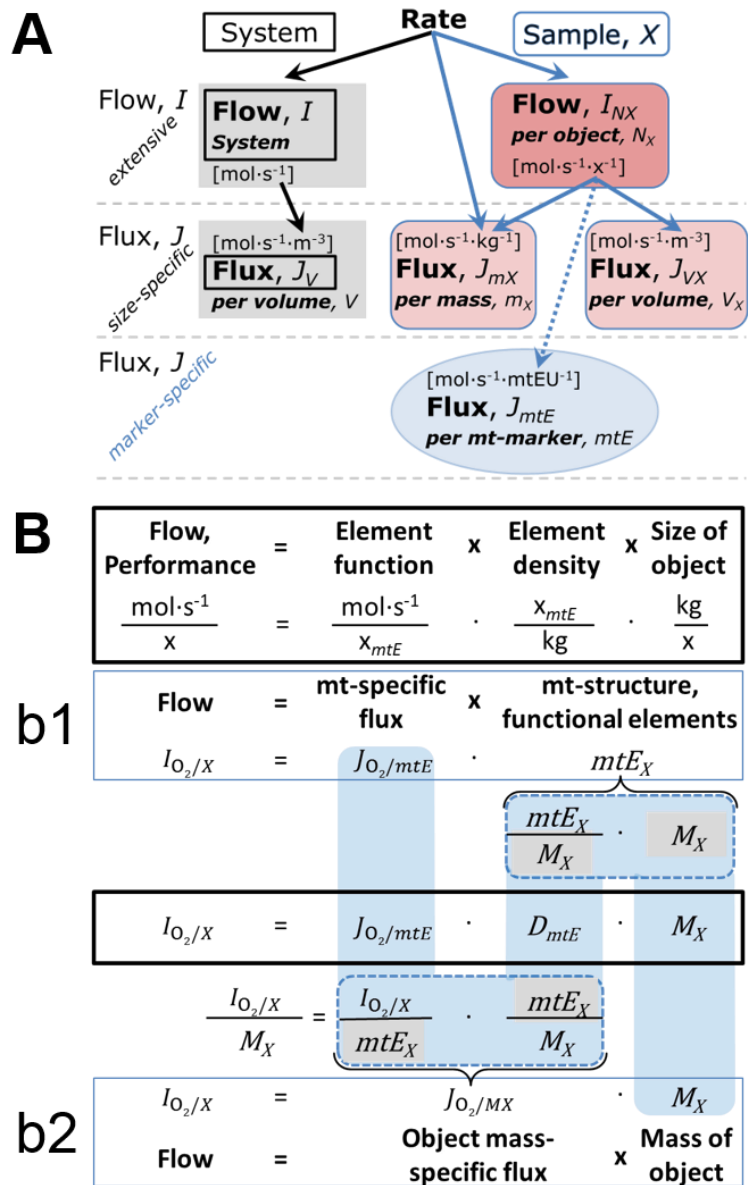 A
System
Rate
Sample, X
Flow, I
extensive
Flow, I
System
[mol·s⁻¹]
Flow, I_NX
per object, N_X
[mol·s⁻¹·x⁻¹]
Flux, J
size-specific
[mol·s⁻¹·m⁻³]
Flux, J_V
per volume, V
[mol·s⁻¹·kg⁻¹]
Flux, J_mX
per mass, m_X
[mol·s⁻¹·m⁻³]
Flux, J_VX
per volume, V_X
Flux, J
marker-specific
[mol·s⁻¹·mtEU⁻¹]
Flux, J_mtE
per mt-marker, mtE
B
Flow, Performance = Element function x Element density x Size of object
mol·s⁻¹/x = mol·s⁻¹/x_mtE · x_mtE/kg · kg/x
b1
Flow = mt-specific flux x mt-structure, functional elements
I_O₂/X = J_O₂/mtE · mtE_X
mtE_X/M_X · M_X
I_O₂/X = J_O₂/mtE · D_mtE · M_X
I_O₂/X/M_X = I_O₂/X/mtE_X · mtE_X/M_X
b2
I_O₂/X = J_O₂/MX · M_X
Flow = Object mass-specific flux x Mass of object